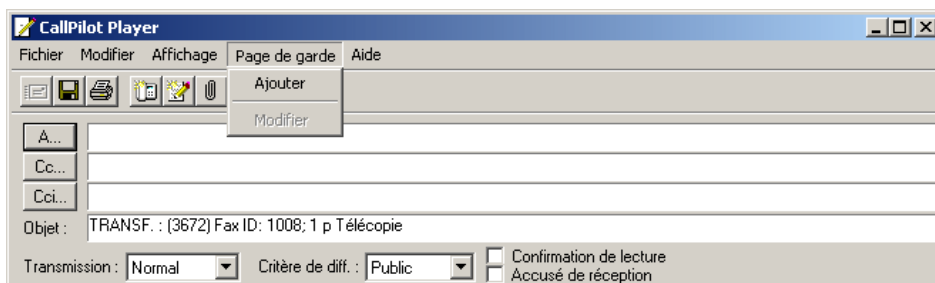 CallPilot Player
Fichier Modifier Affichage Page de garde Aide
Ajouter
Modifier
A...
Cc...
Cci...
Objet : TRANSF. : (3672) Fax ID: 1008; 1 p Télécopie
Transmission : Normal Critère de diff. : Public Confirmation de lecture
Accusé de réception